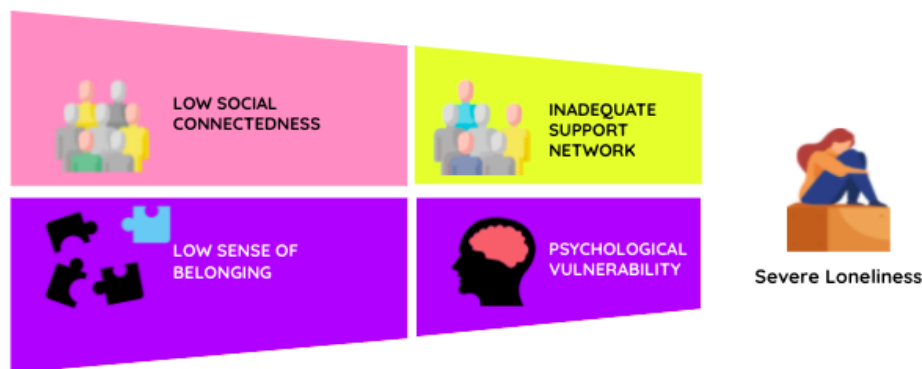 LOW SOCIAL
CONNECTEDNESS
INADEQUATE
SUPPORT
NETWORK
LOW SENSE OF
BELONGING
PSYCHOLOGICAL
VULNERABILITY
Severe Loneliness